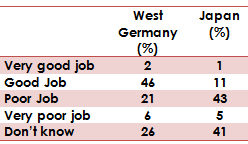 West Germany (%) Japan (%)
Very good job 2 1
Good Job 46 11
Poor Job 21 43
Very poor job 6 5
Don't know 26 41